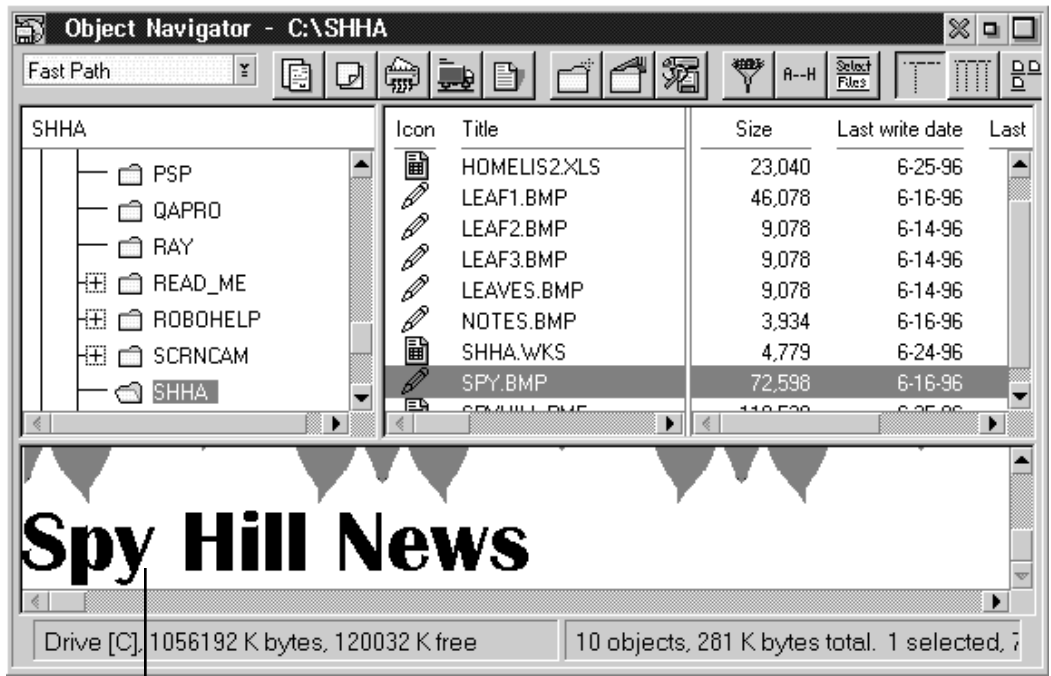 Object Navigator - C:\SHHA
Fast Path
A--H
Select Files
SHHA
PSP
QAPRO
RAY
READ_ME
ROBOHELP
SCRNCAM
SHHA
Icon Title Size Last write date Last
HOMELIS2.XLS 23,040 6-25-96
LEAF1.BMP 46,078 6-16-96
LEAF2.BMP 9,078 6-14-96
LEAF3.BMP 9,078 6-14-96
LEAVES.BMP 9,078 6-14-96
NOTES.BMP 3,934 6-16-96
SHHA.WKS 4,779 6-24-96
SPY.BMP 72,598 6-16-96
Spy Hill News
Drive [C], 1056192 K bytes, 120032 K free
10 objects, 281 K bytes total. 1 selected,